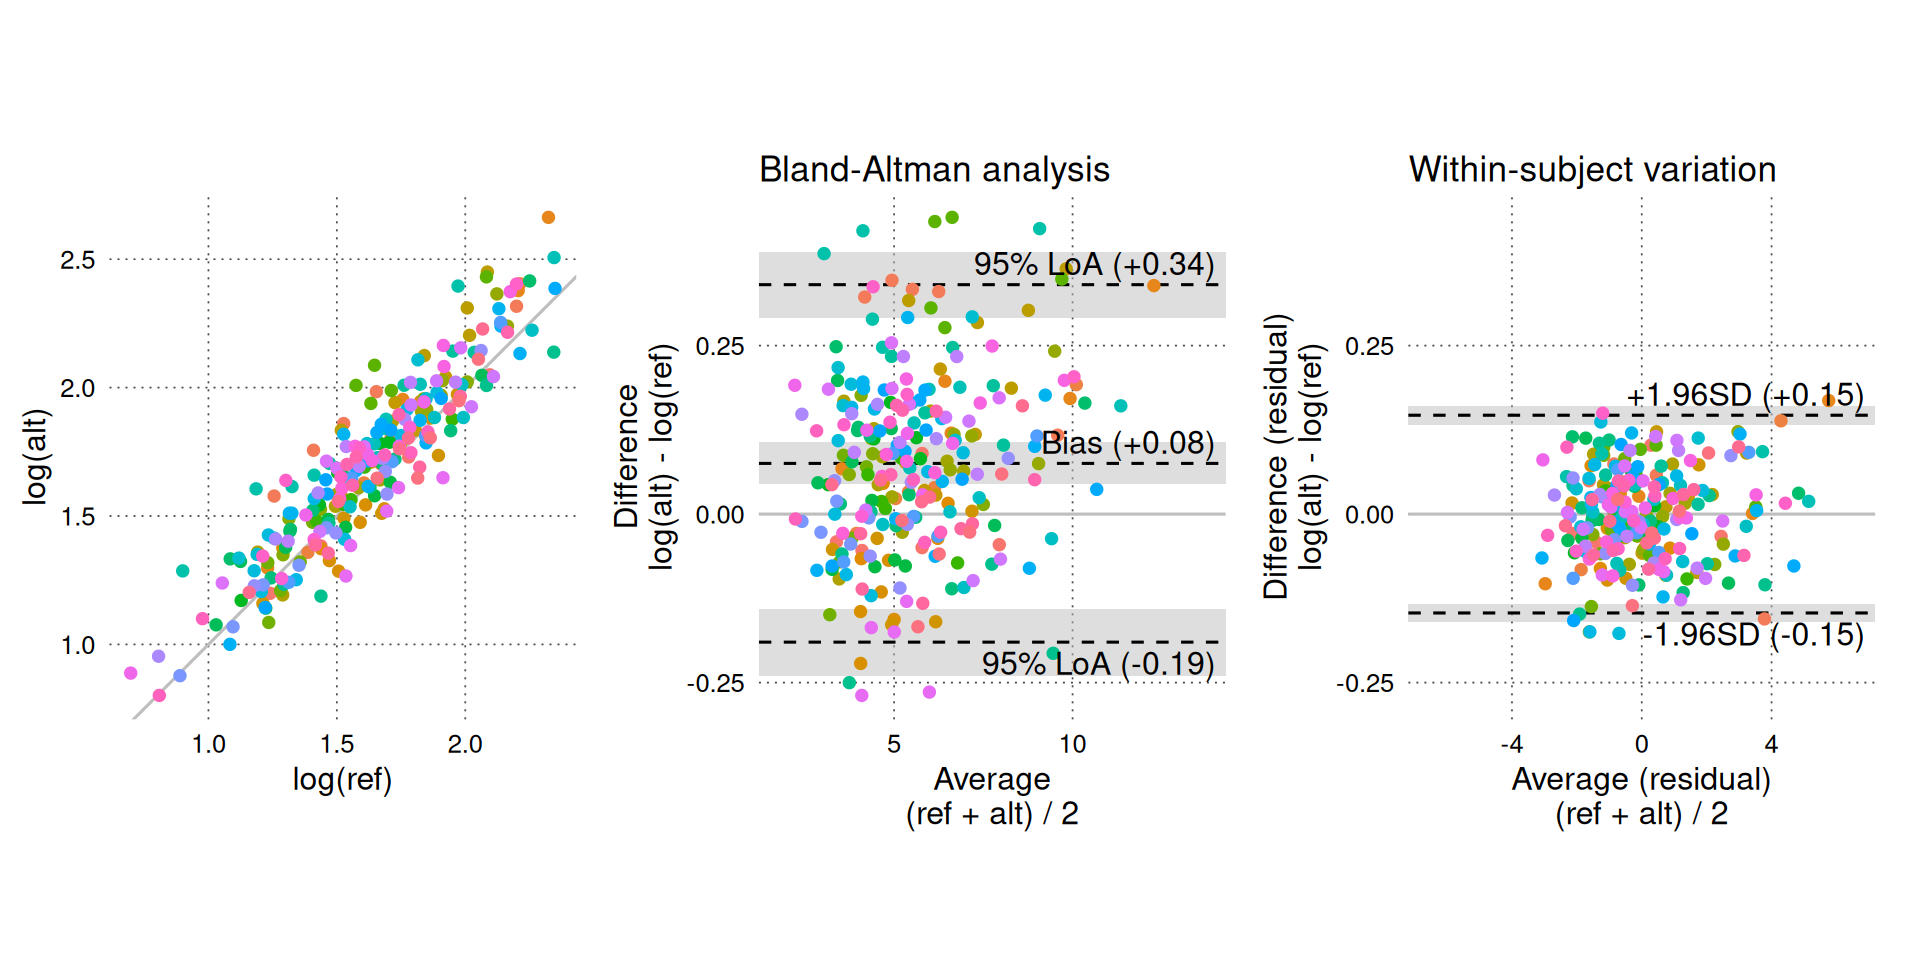 Bland-Altman analysis
Within-subject variation
2.5
2.0
1.5
1.0
log(alt)
1.0
1.5
2.0
log(ref)
Difference
log(alt) - log(ref)
0.25
0.00
-0.25
95% LoA (+0.34)
Bias (+0.08)
95% LoA (-0.19)
5
10
Average
(ref + alt) / 2
Difference (residual)
log(alt) - log(ref)
0.25
0.00
-0.25
+1.96SD (+0.15)
-1.96SD (-0.15)
-4
0
4
Average (residual)
(ref + alt) / 2